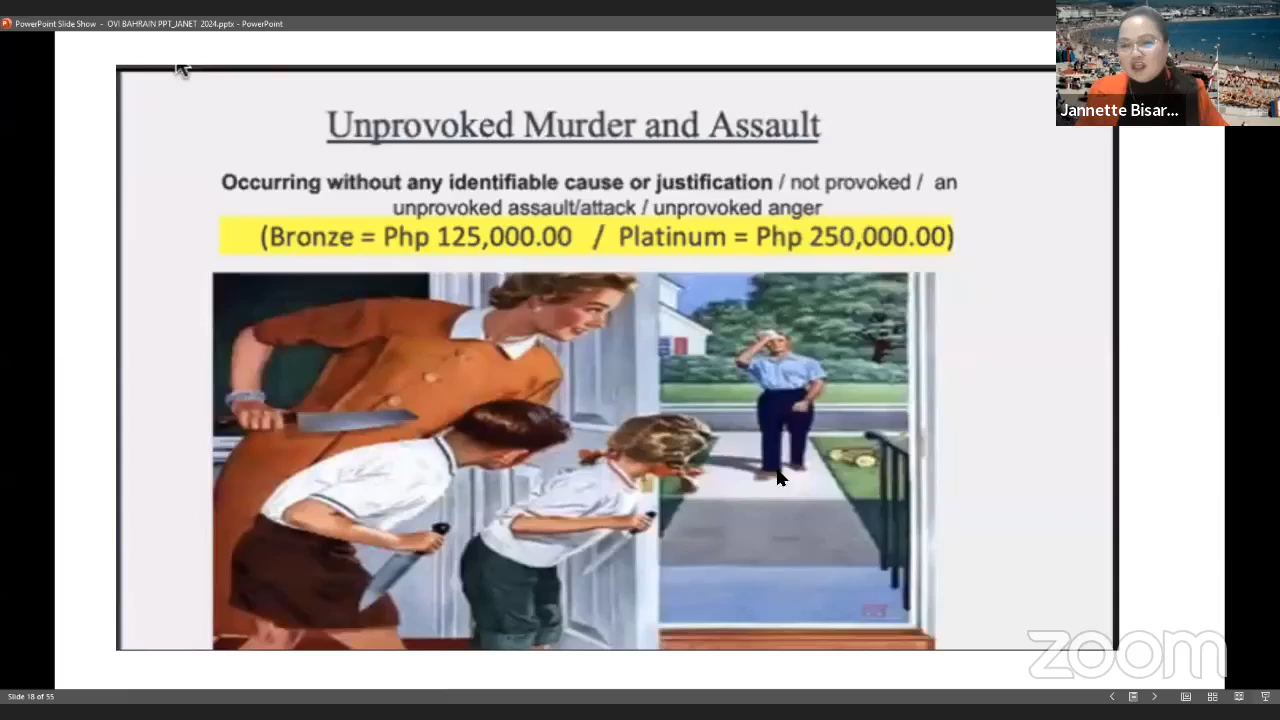 PowerPoint Slide Show - OVI BAHRAIN PPT_JANET 2024.pptx - PowerPoint
Jannette Bisar...
Unprovoked Murder and Assault
Occurring without any identifiable cause or justification / not provoked / an
unprovoked assault/attack / unprovoked anger
(Bronze = Php 125,000.00 / Platinum = Php 250,000.00)
zoom
Slide 18 of 55